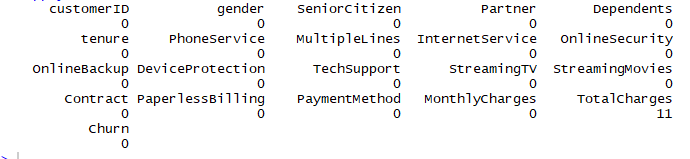 customerID gender SeniorCitizen Partner Dependents
0 0 0 0 0
tenure PhoneService MultipleLines InternetService OnlineSecurity
0 0 0 0 0
OnlineBackup DeviceProtection TechSupport StreamingTV StreamingMovies
0 0 0 0 0
Contract PaperlessBilling PaymentMethod MonthlyCharges TotalCharges
0 0 0 0 11
Churn
0
>